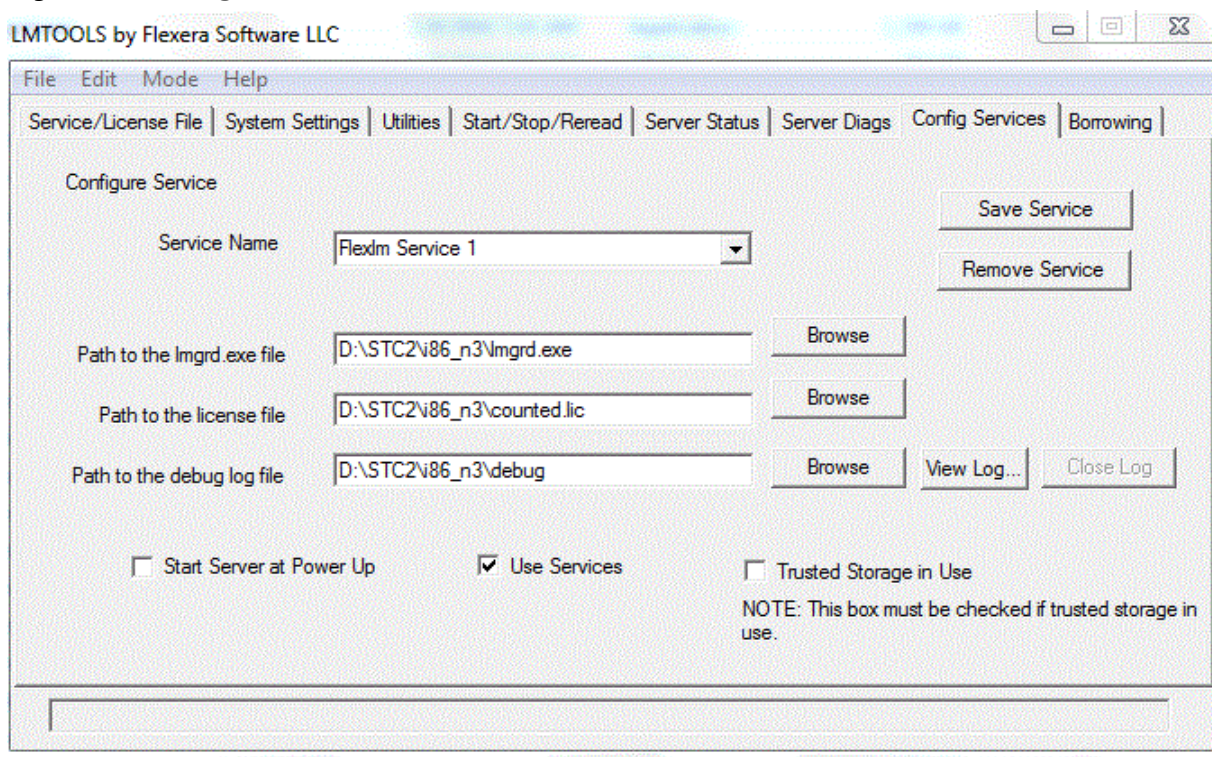 LMTOOLS by Flexera Software LLC
File Edit Mode Help
Service/License File System Settings Utilities Start/Stop/Reread Server Status Server Diags Config Services Borrowing
Configure Service
Save Service
Service Name Flexlm Service 1
Remove Service
Path to the lmgrd.exe file D:\STC2\i86_n3\lmgrd.exe Browse
Path to the license file D:\STC2\i86_n3\counted.lic Browse
Path to the debug log file D:\STC2\i86_n3\debug Browse View Log... Close Log
Start Server at Power Up Use Services Trusted Storage in Use
NOTE: This box must be checked if trusted storage in
use.